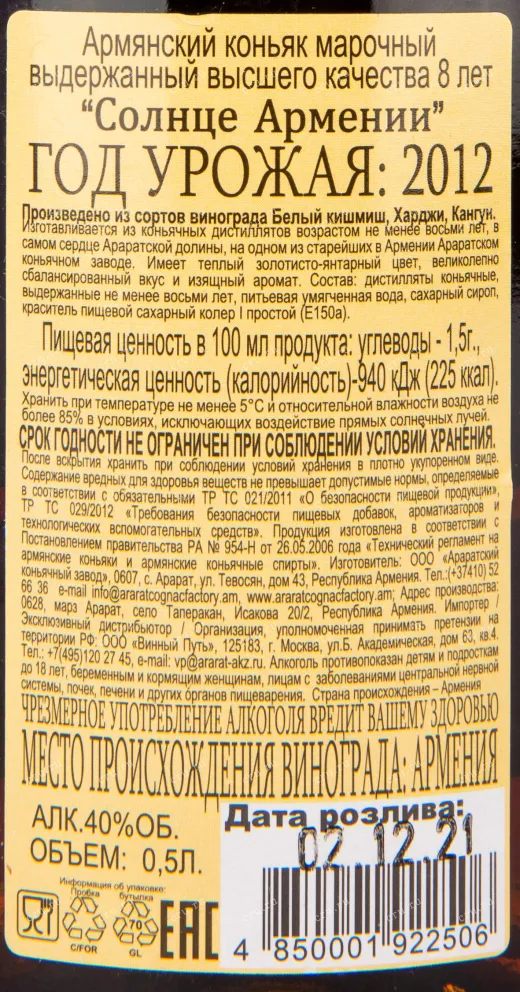 Армянский коньяк марочный
выдержанный высшего качества 8 лет
“Солнце Армении”
ГОД УРОЖАЯ: 2012
Произведено из сортов винограда Белый кишмиш, Харджи, Кангун.
Изготавливается из коньячных дистиллятов возрастом не менее восьми лет, в
самом сердце Араратской долины, на одном из старейших в Армении Араратском
коньячном заводе. Имеет теплый золотисто-янтарный цвет, великолепно
сбалансированный вкус и изящный аромат. Состав: дистилляты коньячные,
выдержанные не менее восьми лет, питьевая умягченная вода, сахарный сироп,
краситель пищевой сахарный колер I простой (Е150а).
Пищевая ценность в 100 мл продукта: углеводы - 1,5г.,
энергетическая ценность (калорийность)-940 кДж (225 ккал).
Хранить при температуре не менее 5°С и относительной влажности воздуха не
более 85% в условиях, исключающих воздействие прямых солнечных лучей.
СРОК ГОДНОСТИ НЕ ОГРАНИЧЕН ПРИ СОБЛЮДЕНИИ УСЛОВИЙ ХРАНЕНИЯ.
После вскрытия хранить при соблюдении условий хранения в плотно укупоренном виде.
Содержание вредных для здоровья веществ не превышает допустимые нормы, определяемые
в соответствии с обязательными ТР ТС 021/2011 «О безопасности пищевой продукции»,
ТР ТС 029/2012 «Требования безопасности пищевых добавок, ароматизаторов и
технологических вспомогательных средств». Продукция изготовлена в соответствии с
Постановлением правительства РА № 954-Н от 26.05.2006 года «Технический регламент на
армянские коньяки и армянские коньячные спирты». Изготовитель: ООО «Араратский
коньячный завод», 0607, с. Арарат, ул. Тевосян, дом 43, Республика Армения. Тел.:(+37410) 52
66 36 e-mail info@araratcognacfactory.am, www.araratcognacfactory.am; Адрес производства:
0628, марз Арарат, село Таперакан, Исакова 20/2, Республика Армения. Импортер /
Эксклюзивный дистрибьютор / Организация, уполномоченная принимать претензии на
территории РФ: ООО «Винный Путь», 125183, г. Москва, ул.Б. Академическая, дом 63, кв.4.
Тел.: +7(495)120 27 45, e-mail: vp@ararat-akz.ru. Алкоголь противопоказан детям и подросткам
до 18 лет, беременным и кормящим женщинам, лицам с заболеваниями центральной нервной
системы, почек, печени и других органов пищеварения. Страна происхождения – Армения
ЧРЕЗМЕРНОЕ УПОТРЕБЛЕНИЕ АЛКОГОЛЯ ВРЕДИТ ВАШЕМУ ЗДОРОВЬЮ
МЕСТО ПРОИСХОЖДЕНИЯ ВИНОГРАДА: АРМЕНИЯ
АЛК.40%ОБ.
ОБЪЕМ: 0,5Л.
Дата розлива:
02.12.21
Информация об упаковке:
Пробка бутылка
70
C/FOR GL
EAC
4 850001 922506